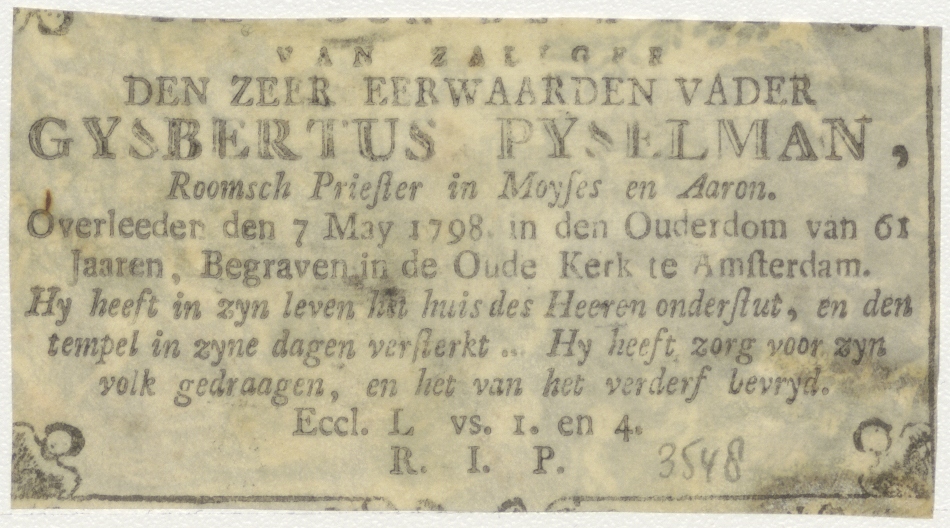 VAN ZALIGER
DEN ZEER EERWAARDEN VADER
GYSBERTUS PYSELMAN,
Roomsch Prieſter in Moyſes en Aaron.
Overleeden den 7 May 1798. in den Ouderdom van 61
Jaaren, Begraven in de Oude Kerk te Amſterdam.
Hy heeft in zyn leven het huis des Heeren onderſtut, en den
tempel in zyne dagen verſterkt .. Hy heeft zorg voor zyn
volk gedraagen, en het van het verderf bevryd.
Eccl. L vs. 1. en 4.
R. I. P. 3548